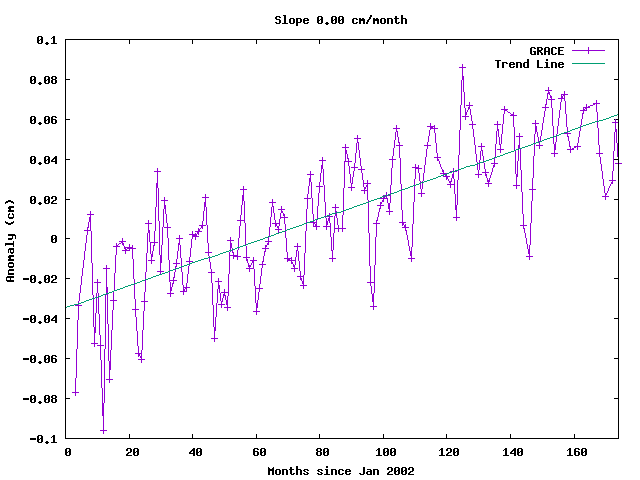 Slope 0.00 cm/month
GRACE
Trend Line
0.1
0.08
0.06
0.04
0.02
0
-0.02
-0.04
-0.06
-0.08
-0.1
Anomaly (cm)
0 20 40 60 80 100 120 140 160
Months since Jan 2002